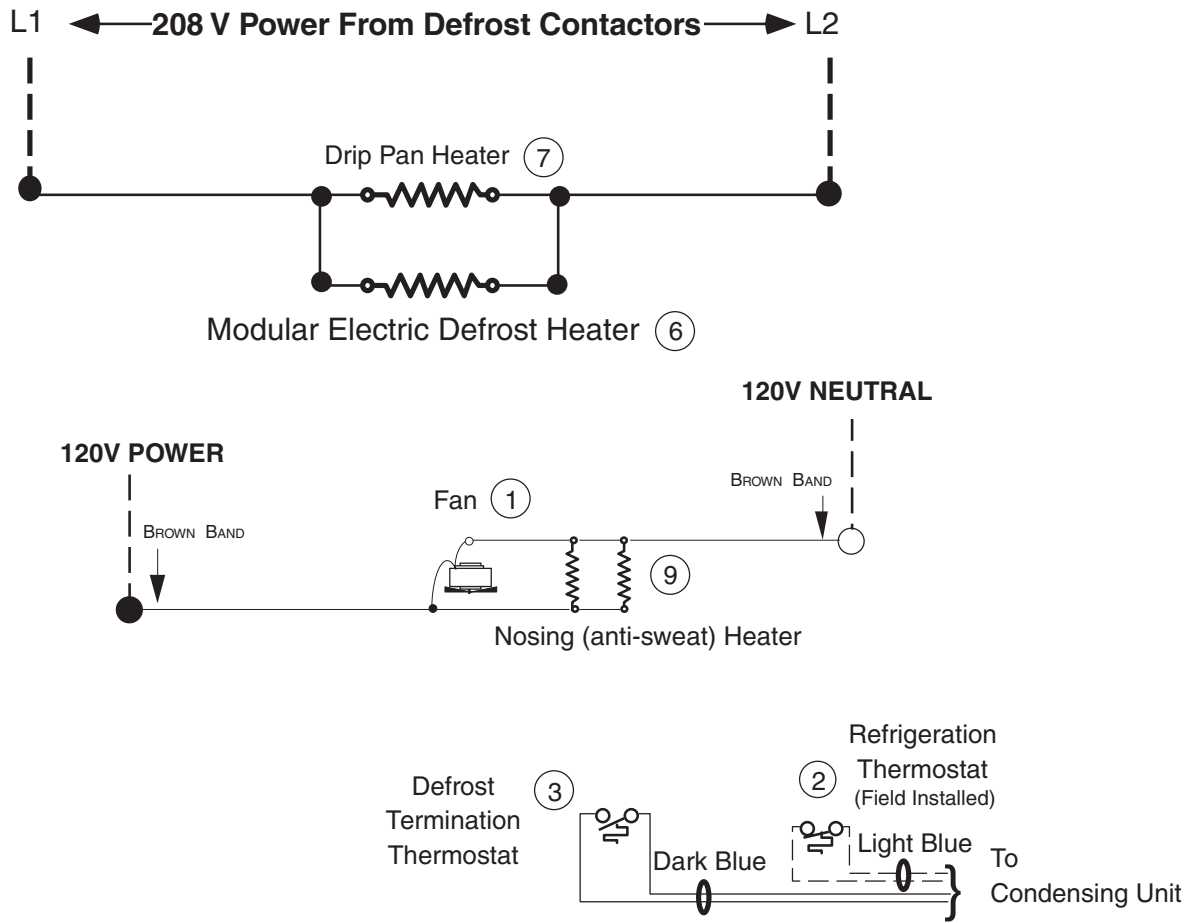 L1 208 V Power From Defrost Contactors L2
Drip Pan Heater 7
Modular Electric Defrost Heater 6
120V NEUTRAL
120V POWER
BROWN BAND
Fan 1
BROWN BAND
9
Nosing (anti-sweat) Heater
Refrigeration
Thermostat
(Field Installed)
2
Defrost
Termination
Thermostat
3
Dark Blue
Light Blue
To
Condensing Unit